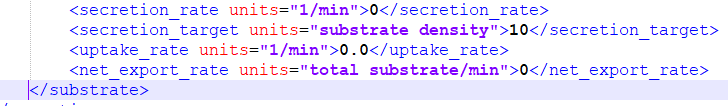 <secretion_rate units="1/min">0</secretion_rate>
<secretion_target units="substrate density">10</secretion_target>
<uptake_rate units="1/min">0.0</uptake_rate>
<net_export_rate units="total substrate/min">0</net_export_rate>
</substrate>